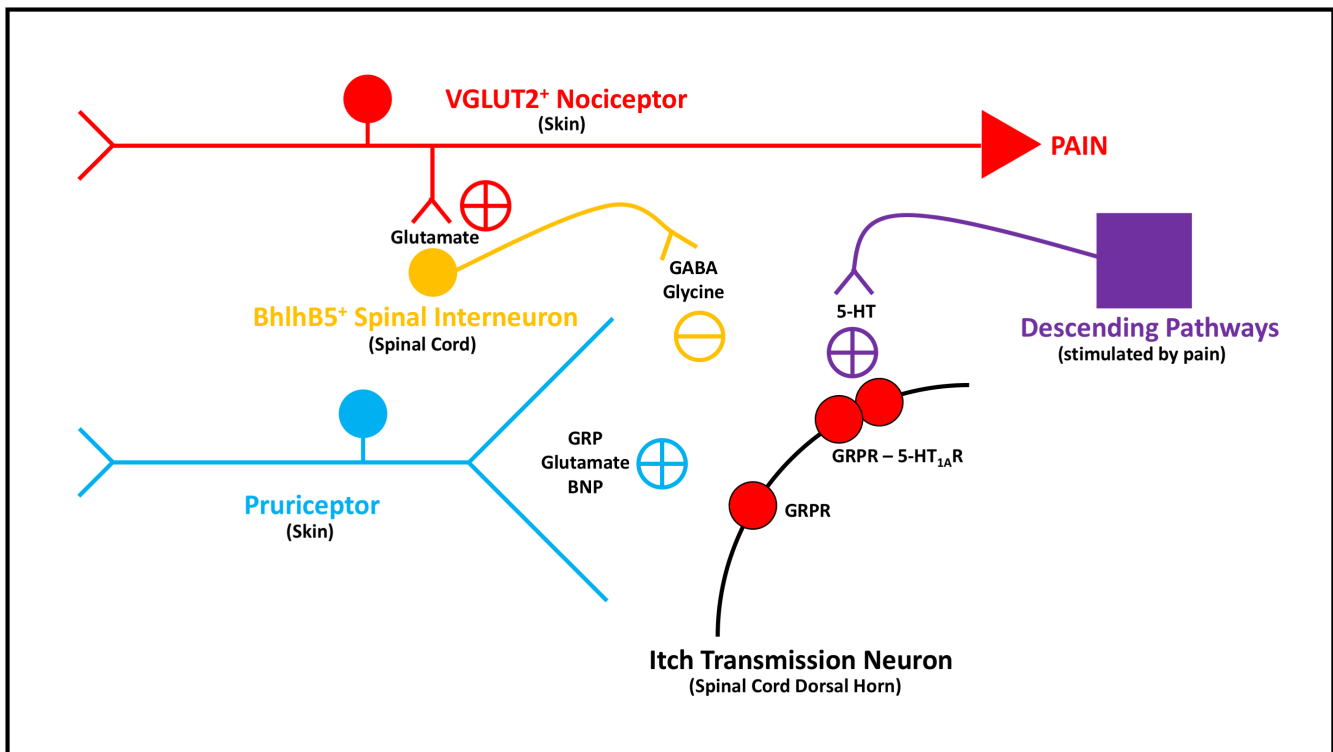 VGLUT2⁺ Nociceptor
(Skin)
PAIN
Glutamate
BhlhB5⁺ Spinal Interneuron
(Spinal Cord)
GABA
Glycine
5-HT
Descending Pathways
(stimulated by pain)
GRP
Glutamate
BNP
GRPR – 5-HT₁ₐR
GRPR
Pruriceptor
(Skin)
Itch Transmission Neuron
(Spinal Cord Dorsal Horn)